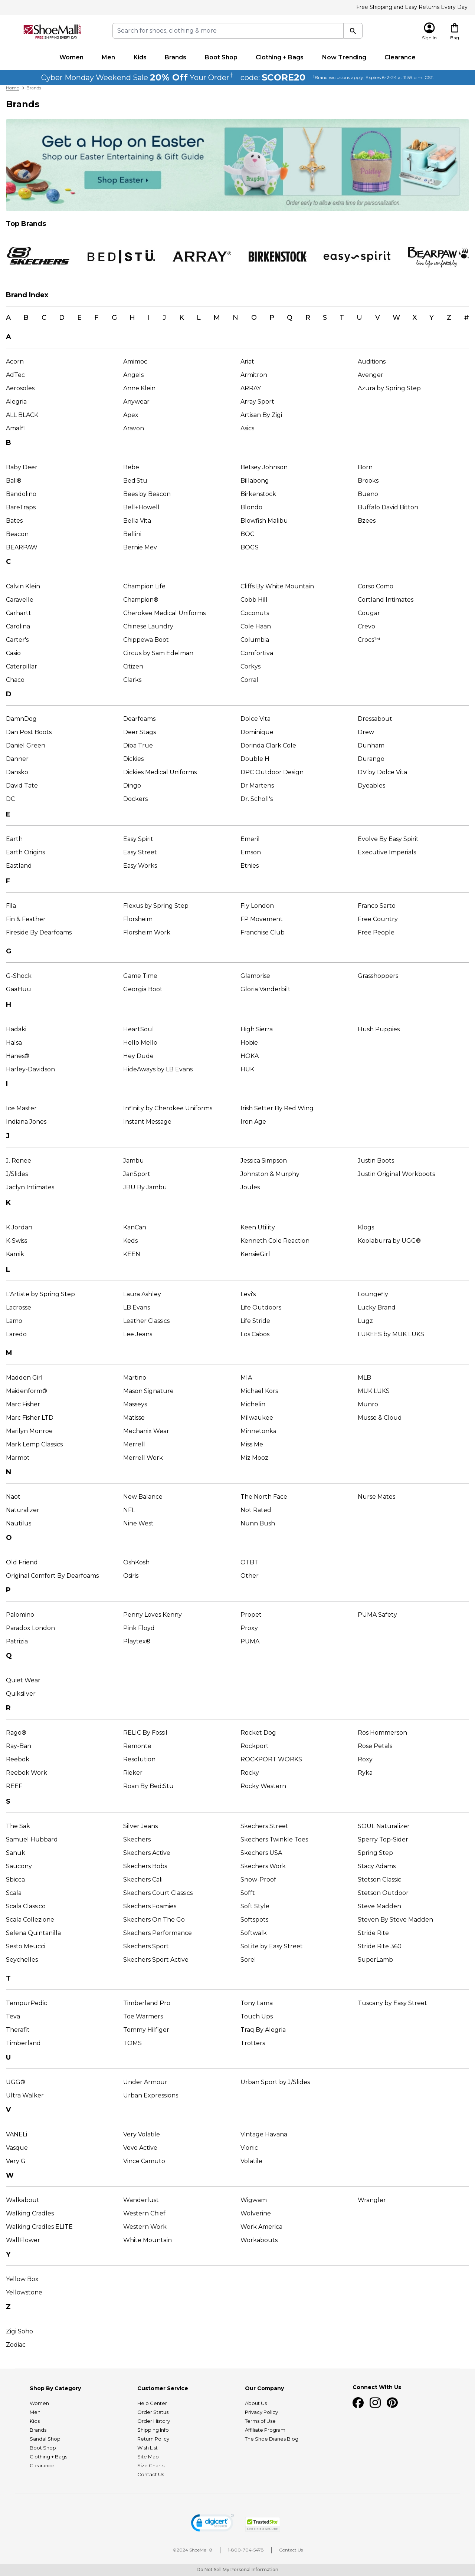 Free Shipping and Easy Returns Every Day
ShoeMall
FREE SHIPPING EVERY DAY!
Search for shoes, clothing & more
Sign In
Bag
Women Men Kids Brands Boot Shop Clothing + Bags Now Trending Clearance
Cyber Monday Weekend Sale 20% Off Your Order† code: SCORE20 †Brand exclusions apply. Expires 8-2-24 at 11:59 p.m. CST
Home > Brands
Brands
Get a Hop on Easter
Shop our Easter Entertaining & Gift Guide
Shop Easter
Order early to allow extra time for custom products.
Top Brands
SKECHERS BED|STÜ. ARRAY® BIRKENSTOCK easy~spirit BEARPAW live life comfortably
Brand Index
A B C D E F G H I J K L M N O P Q R S T U V W X Y Z #
A
Acorn Amimoc Ariat Auditions
AdTec Angels Armitron Avenger
Aerosoles Anne Klein ARRAY Azura by Spring Step
Alegria Anywear Array Sport
ALL BLACK Apex Artisan By Zigi
Amalfi Aravon Asics
B
Baby Deer Bebe Betsey Johnson Born
Bali® Bed:Stu Billabong Brooks
Bandolino Bees by Beacon Birkenstock Bueno
BareTraps Bell+Howell Blondo Buffalo David Bitton
Bates Bella Vita Blowfish Malibu Bzees
Beacon Bellini BOC
BEARPAW Bernie Mev BOGS
C
Calvin Klein Champion Life Cliffs By White Mountain Corso Como
Caravelle Champion® Cobb Hill Cortland Intimates
Carhartt Cherokee Medical Uniforms Coconuts Cougar
Carolina Chinese Laundry Cole Haan Crevo
Carter's Chippewa Boot Columbia Crocs™
Casio Circus by Sam Edelman Comfortiva
Caterpillar Citizen Corkys
Chaco Clarks Corral
D
DamnDog Dearfoams Dolce Vita Dressabout
Dan Post Boots Deer Stags Dominique Drew
Daniel Green Diba True Dorinda Clark Cole Dunham
Danner Dickies Double H Durango
Dansko Dickies Medical Uniforms DPC Outdoor Design DV by Dolce Vita
David Tate Dingo Dr Martens Dyeables
DC Dockers Dr. Scholl's
E
Earth Easy Spirit Emeril Evolve By Easy Spirit
Earth Origins Easy Street Emson Executive Imperials
Eastland Easy Works Etnies
F
Fila Flexus by Spring Step Fly London Franco Sarto
Fin & Feather Florsheim FP Movement Free Country
Fireside By Dearfoams Florsheim Work Franchise Club Free People
G
G-Shock Game Time Glamorise Grasshoppers
GaaHuu Georgia Boot Gloria Vanderbilt
H
Hadaki HeartSoul High Sierra Hush Puppies
Halsa Hello Mello Hobie
Hanes® Hey Dude HOKA
Harley-Davidson HideAways by LB Evans HUK
I
Ice Master Infinity by Cherokee Uniforms Irish Setter By Red Wing
Indiana Jones Instant Message Iron Age
J
J. Renee Jambu Jessica Simpson Justin Boots
J/Slides JanSport Johnston & Murphy Justin Original Workboots
Jaclyn Intimates JBU By Jambu Joules
K
K Jordan KanCan Keen Utility Klogs
K-Swiss Keds Kenneth Cole Reaction Koolaburra by UGG®
Kamik KEEN KensieGirl
L
L'Artiste by Spring Step Laura Ashley Levi's Loungefly
Lacrosse LB Evans Life Outdoors Lucky Brand
Lamo Leather Classics Life Stride Lugz
Laredo Lee Jeans Los Cabos LUKEES by MUK LUKS
M
Madden Girl Martino MIA MLB
Maidenform® Mason Signature Michael Kors MUK LUKS
Marc Fisher Masseys Michelin Munro
Marc Fisher LTD Matisse Milwaukee Musse & Cloud
Marilyn Monroe Mechanix Wear Minnetonka
Mark Lemp Classics Merrell Miss Me
Marmot Merrell Work Miz Mooz
N
Naot New Balance The North Face Nurse Mates
Naturalizer NFL Not Rated
Nautilus Nine West Nunn Bush
O
Old Friend OshKosh OTBT
Original Comfort By Dearfoams Osiris Other
P
Palomino Penny Loves Kenny Propet PUMA Safety
Paradox London Pink Floyd Proxy
Patrizia Playtex® PUMA
Q
Quiet Wear
Quiksilver
R
Rago® RELIC By Fossil Rocket Dog Ros Hommerson
Ray-Ban Remonte Rockport Rose Petals
Reebok Resolution ROCKPORT WORKS Roxy
Reebok Work Rieker Rocky Ryka
REEF Roan By Bed:Stu Rocky Western
S
The Sak Silver Jeans Skechers Street SOUL Naturalizer
Samuel Hubbard Skechers Skechers Twinkle Toes Sperry Top-Sider
Sanuk Skechers Active Skechers USA Spring Step
Saucony Skechers Bobs Skechers Work Stacy Adams
Sbicca Skechers Cali Snow-Proof Stetson Classic
Scala Skechers Court Classics Sofft Stetson Outdoor
Scala Classico Skechers Foamies Soft Style Steve Madden
Scala Collezione Skechers On The Go Softspots Steven By Steve Madden
Selena Quintanilla Skechers Performance Softwalk Stride Rite
Sesto Meucci Skechers Sport SoLite by Easy Street Stride Rite 360
Seychelles Skechers Sport Active Sorel SuperLamb
T
TempurPedic Timberland Pro Tony Lama Tuscany by Easy Street
Teva Toe Warmers Touch Ups
Therafit Tommy Hilfiger Traq By Alegria
Timberland TOMS Trotters
U
UGG® Under Armour Urban Sport by J/Slides
Ultra Walker Urban Expressions
V
VANELi Very Volatile Vintage Havana
Vasque Vevo Active Vionic
Very G Vince Camuto Volatile
W
Walkabout Wanderlust Wigwam Wrangler
Walking Cradles Western Chief Wolverine
Walking Cradles ELITE Western Work Work America
WallFlower White Mountain Workabouts
Y
Yellow Box
Yellowstone
Z
Zigi Soho
Zodiac.
Shop By Category Customer Service Our Company Connect With Us
Women Help Center About Us
Men Order Status Privacy Policy
Kids Order History Terms of Use
Brands Shipping Info Affiliate Program
Sandal Shop Return Policy The Shoe Diaries Blog
Boot Shop Wish List
Clothing + Bags Site Map
Clearance Size Charts
Contact Us
digicert
TrustedSite
CERTIFIED SECURE
©2024 ShoeMall® | 1-800-704-5478 | Contact Us
Do Not Sell My Personal Information